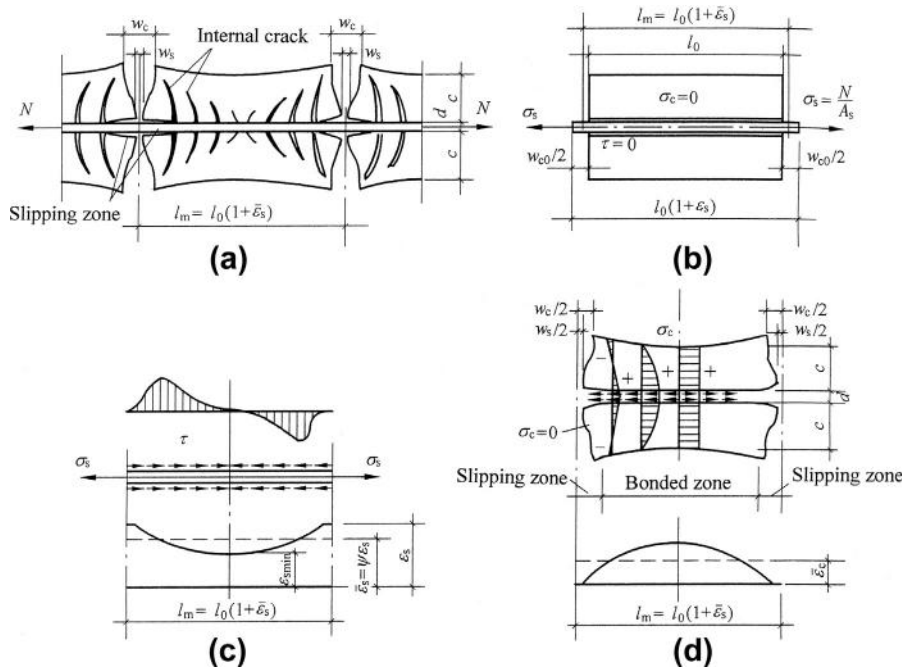 w_c
w_c
w_s
Internal crack
w_s
N
N
c
d
c
Slipping zone
l_m= l_0(1+ε̄_s)
(a)
l_m= l_0(1+ε̄_s)
l_0
σ_c=0
σ_s
σ_s= N/A_s
τ=0
w_c0/2
w_c0/2
l_0(1+ε_s)
(b)
τ
σ_s
σ_s
ε_smin
ε̄_s=ψε_s
ε_s
l_m= l_0(1+ε̄_s)
(c)
w_c/2
w_c/2
w_s/2
σ_c
w_s/2
−
+
+
+
c
d
σ_c=0
−
c
Slipping zone
Bonded zone
Slipping zone
ε̄_c
l_m= l_0(1+ε̄_s)
(d)